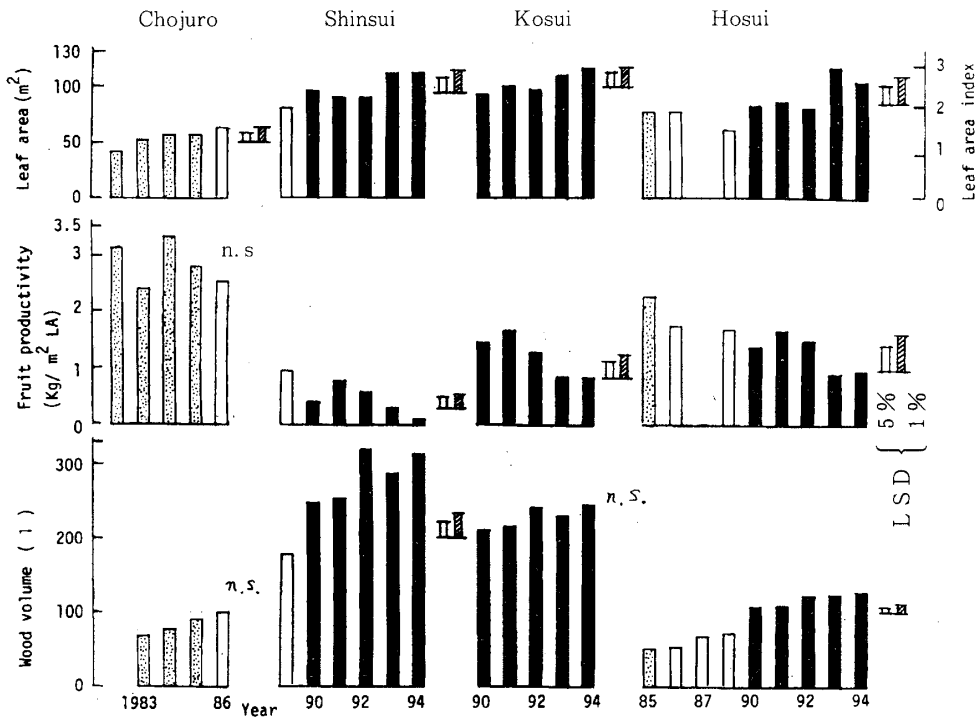 Chojuro Shinsui Kosui Hosui
Leaf area (m²)
130
100
50
0
3
2
1
0
Leaf area index
Fruit productivity
(Kg/ m² LA)
3.5
3
2
1
0
n.s
5% 1%
LSD
Wood volume ( l )
300
200
100
0
n.s.
n.s.
1983 86 Year 90 92 94 90 92 94 85 87 90 92 94